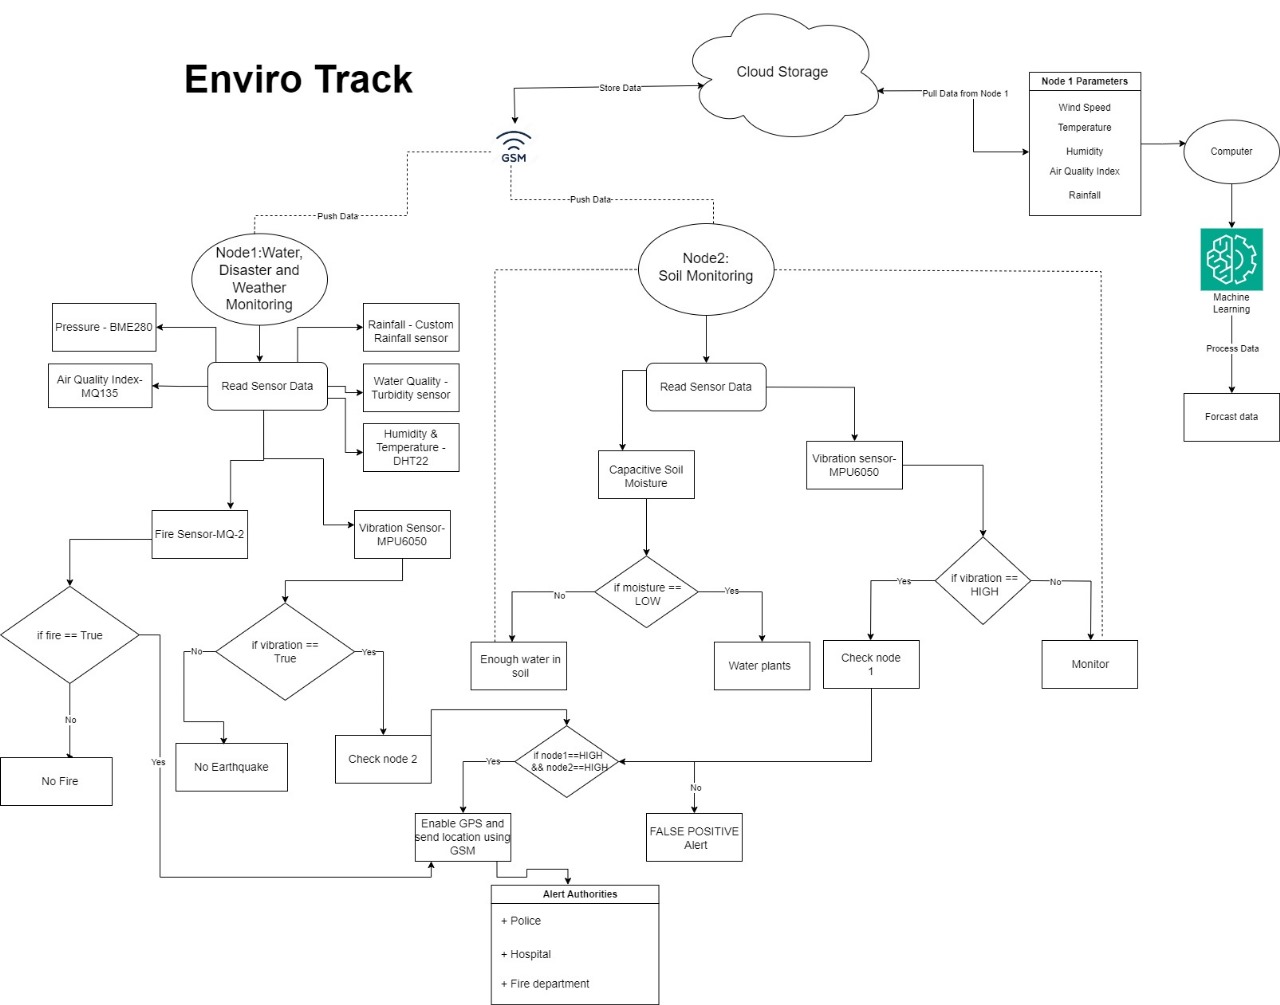 Enviro Track
Cloud Storage
Store Data
Pull Data from Node 1
Node 1 Parameters
Wind Speed
Temperature
Humidity
Air Quality Index
Rainfall
Computer
GSM
Push Data
Push Data
Node1:Water,
Disaster and
Weather
Monitoring
Node2:
Soil Monitoring
Machine
Learning
Process Data
Forcast data
Pressure - BME280
Rainfall - Custom
Rainfall sensor
Air Quality Index-
MQ135
Read Sensor Data
Water Quality -
Turbidity sensor
Humidity &
Temperature -
DHT22
Read Sensor Data
Capacitive Soil
Moisture
Vibration sensor-
MPU6050
Fire Sensor-MQ-2
Vibration Sensor-
MPU6050
if fire == True
if vibration ==
True
No
Yes
if moisture ==
LOW
No
Yes
if vibration ==
HIGH
Yes
No
Enough water in
soil
Water plants
Check node
1
Monitor
No
Yes
No Fire
No Earthquake
Check node 2
if node1==HIGH
&& node2==HIGH
Yes
No
Enable GPS and
send location using
GSM
FALSE POSITIVE
Alert
Alert Authorities
+ Police
+ Hospital
+ Fire department